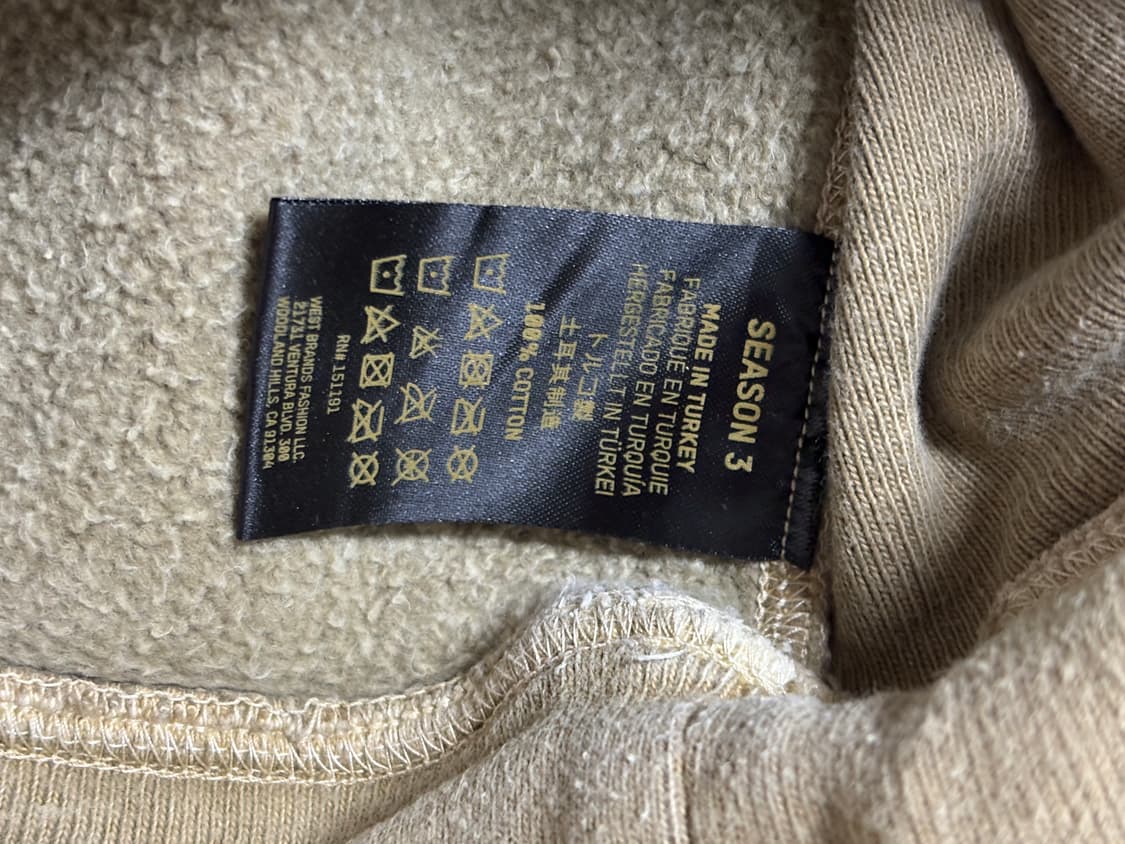 SEASON 3
MADE IN TURKEY
FABRIQUÉ EN TURQUIE
FABRICADO EN TURQUÍA
HERGESTELLT IN TÜRKEI
トルコ製
土耳其制造
100% COTTON
RN# 151191
WEST BRANDS FASHION LLC.
21731 VENTURA BLVD. 300
WOODLAND HILLS, CA 91304